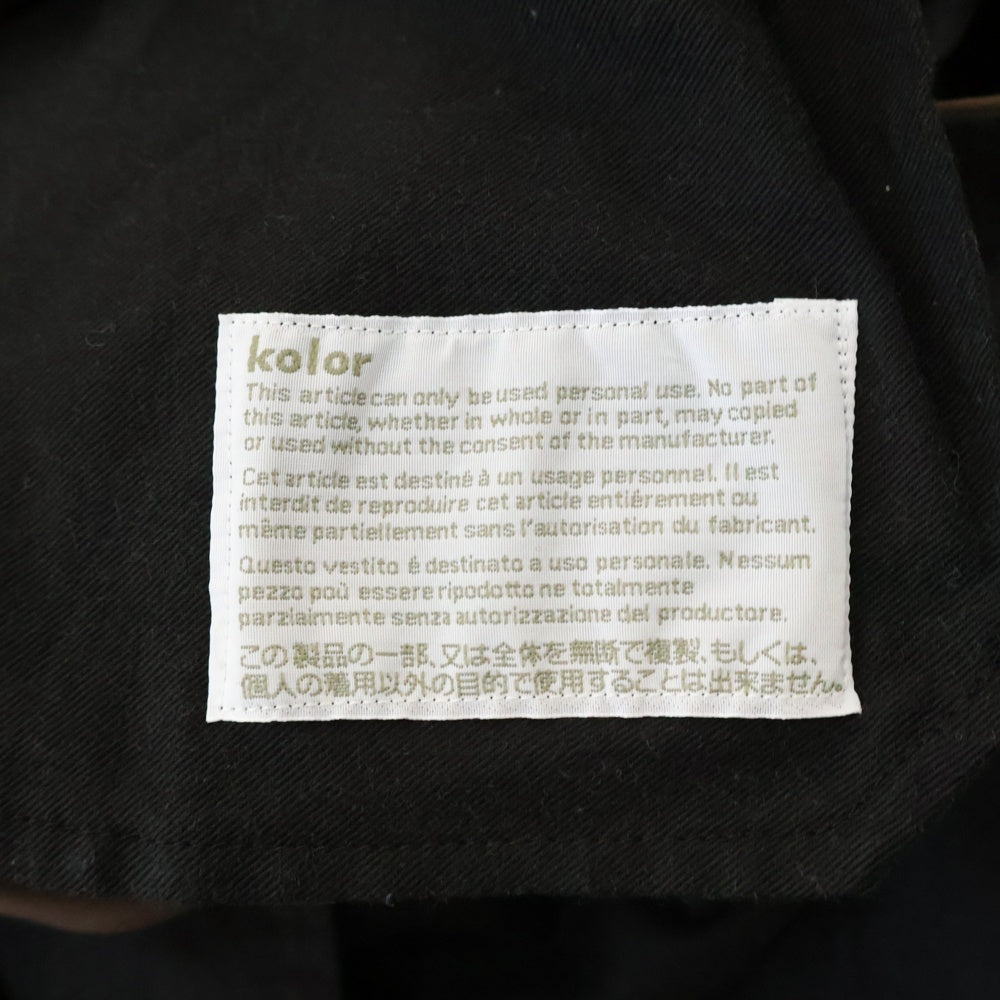 kolor
This article can only be used personal use. No part of
this article, whether in whole or in part, may copied
or used without the consent of the manufacturer.
Cet article est destiné à un usage personnel. Il est
interdit de reproduire cet article entiérement ou
même partiellement sans l'autorisation du fabricant.
Questo vestito é destinato a uso personale. Nessum
pezzo poù essere ripodotto ne totalmente
parzialmente senza autorizzazione del productore.
この製品の一部、又は全体を無断で複製、もしくは、
個人の着用以外の目的で使用することは出来ません。